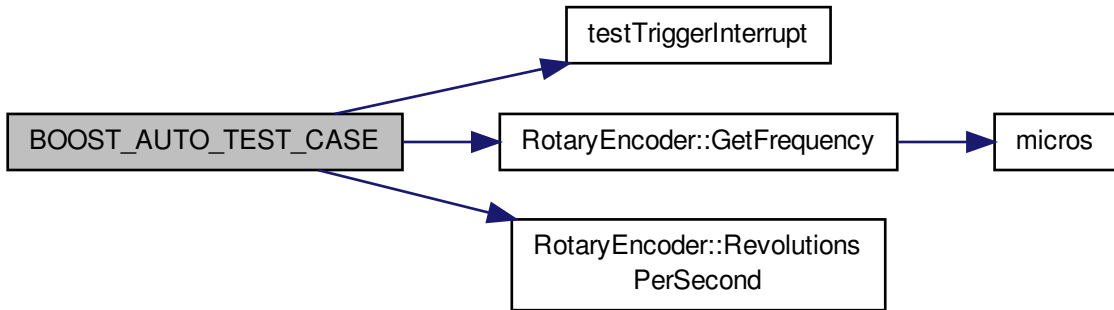 testTriggerInterrupt
BOOST_AUTO_TEST_CASE
RotaryEncoder::GetFrequency
micros
RotaryEncoder::Revolutions
PerSecond